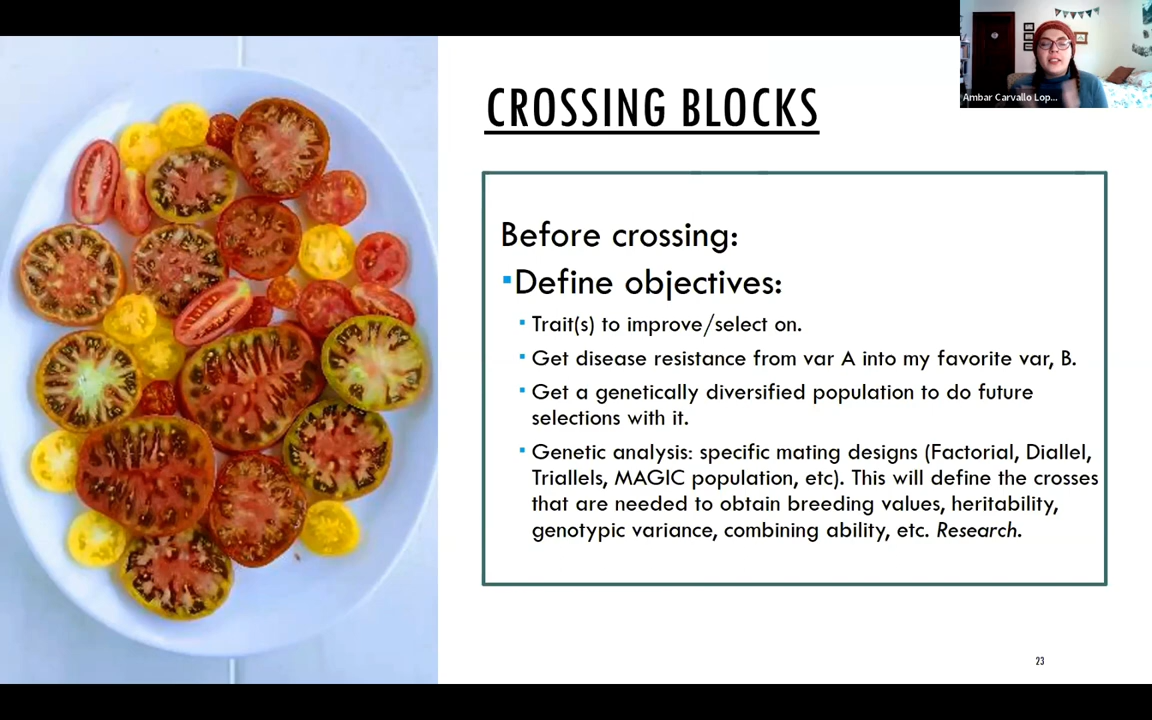 CROSSING BLOCKS
Ambar Carvallo Lop...
Before crossing:
▪Define objectives:
▪ Trait(s) to improve/select on.
▪ Get disease resistance from var A into my favorite var, B.
▪ Get a genetically diversified population to do future
selections with it.
▪ Genetic analysis: specific mating designs (Factorial, Diallel,
Triallels, MAGIC population, etc). This will define the crosses
that are needed to obtain breeding values, heritability,
genotypic variance, combining ability, etc. Research.
23